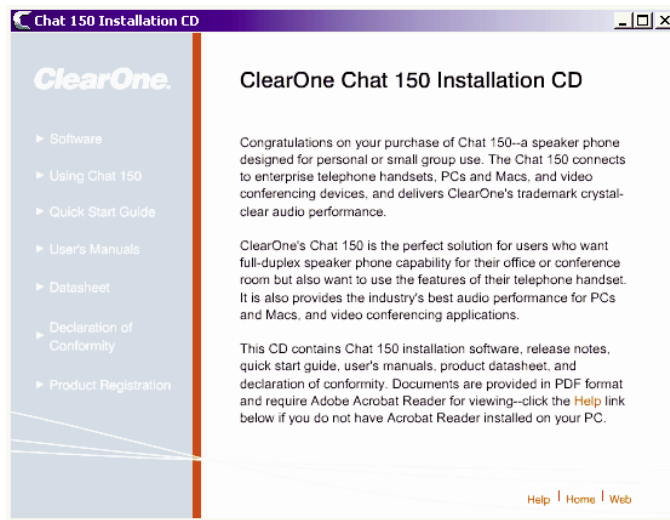 Chat 150 Installation CD
ClearOne.
Software
Using Chat 150
Quick Start Guide
User's Manuals
Datasheet
Declaration of
Conformity
Product Registration
ClearOne Chat 150 Installation CD
Congratulations on your purchase of Chat 150--a speaker phone
designed for personal or small group use. The Chat 150 connects
to enterprise telephone handsets, PCs and Macs, and video
conferencing devices, and delivers ClearOne's trademark crystal-
clear audio performance.
ClearOne's Chat 150 is the perfect solution for users who want
full-duplex speaker phone capability for their office or conference
room but also want to use the features of their telephone handset.
It is also provides the industry's best audio performance for PCs
and Macs, and video conferencing applications.
This CD contains Chat 150 installation software, release notes,
quick start guide, user's manuals, product datasheet, and
declaration of conformity. Documents are provided in PDF format
and require Adobe Acrobat Reader for viewing--click the Help link
below if you do not have Acrobat Reader installed on your PC.
Help | Home | Web